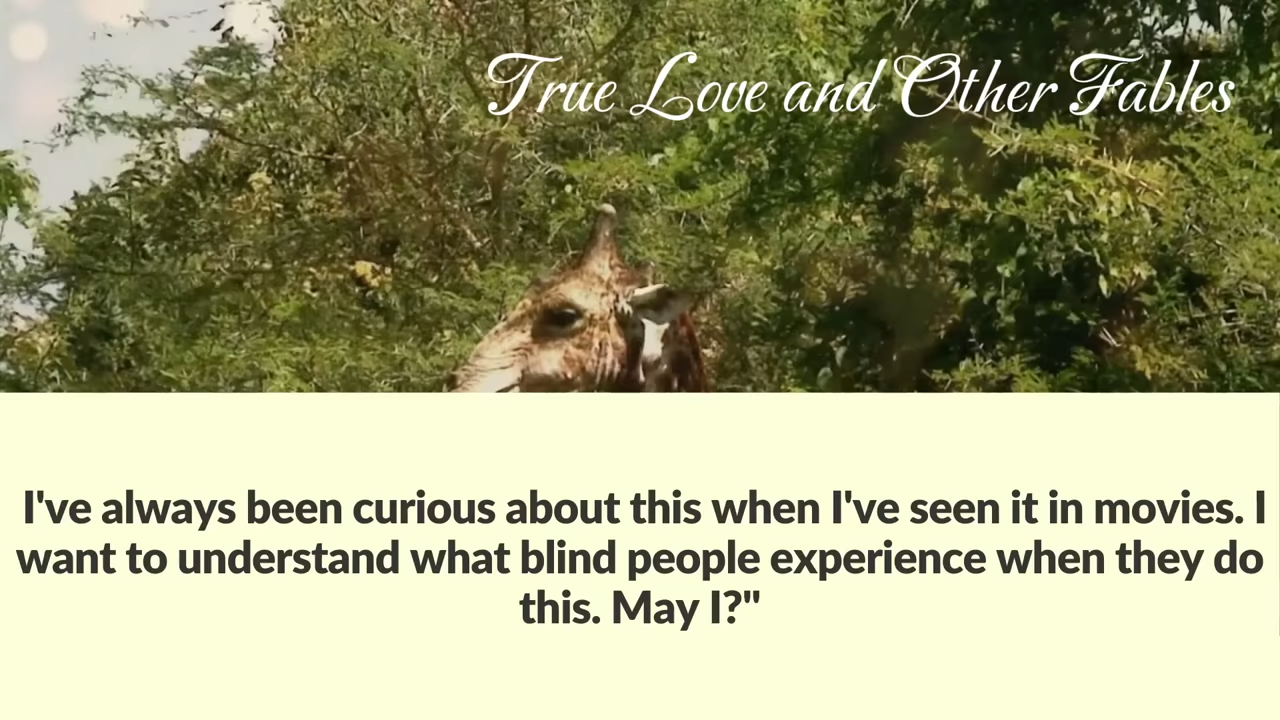 True Love and Other Fables
I've always been curious about this when I've seen it in movies. I
want to understand what blind people experience when they do
this. May I?"